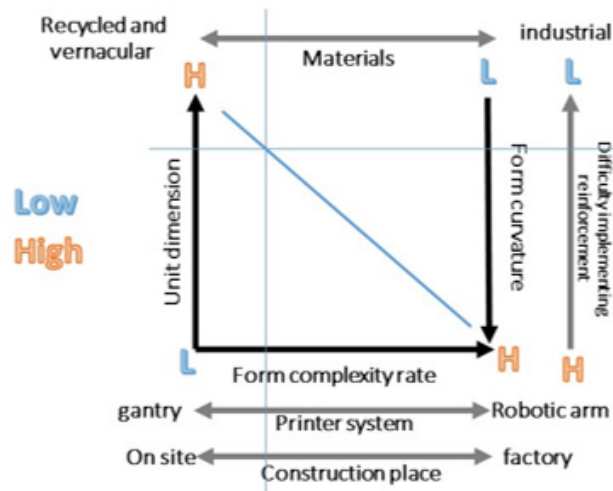 Recycled and
vernacular
industrial
Materials
H
L
L
Unit dimension
Form curvature
Difficulty implementing
reinforcement
Low
High
L
H
H
Form complexity rate
gantry
Printer system
Robotic arm
On site
Construction place
factory